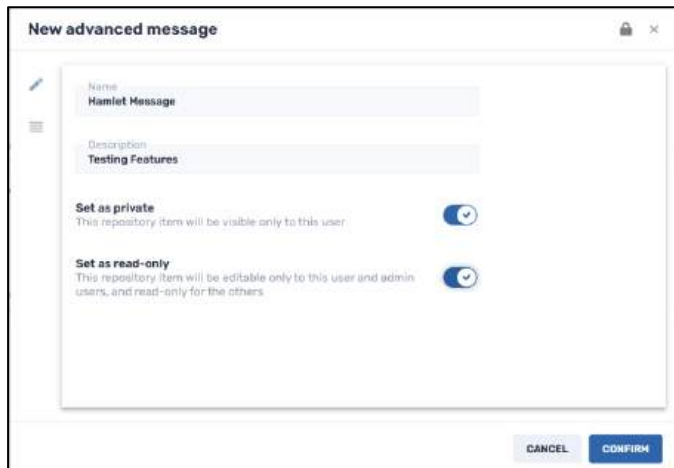 New advanced message
Name
Hamlet Message
Description
Testing Features
Set as private
This repository item will be visible only to this user
Set as read-only
This repository item will be editable only to this user and admin
users, and read-only for the others
CANCEL
CONFIRM